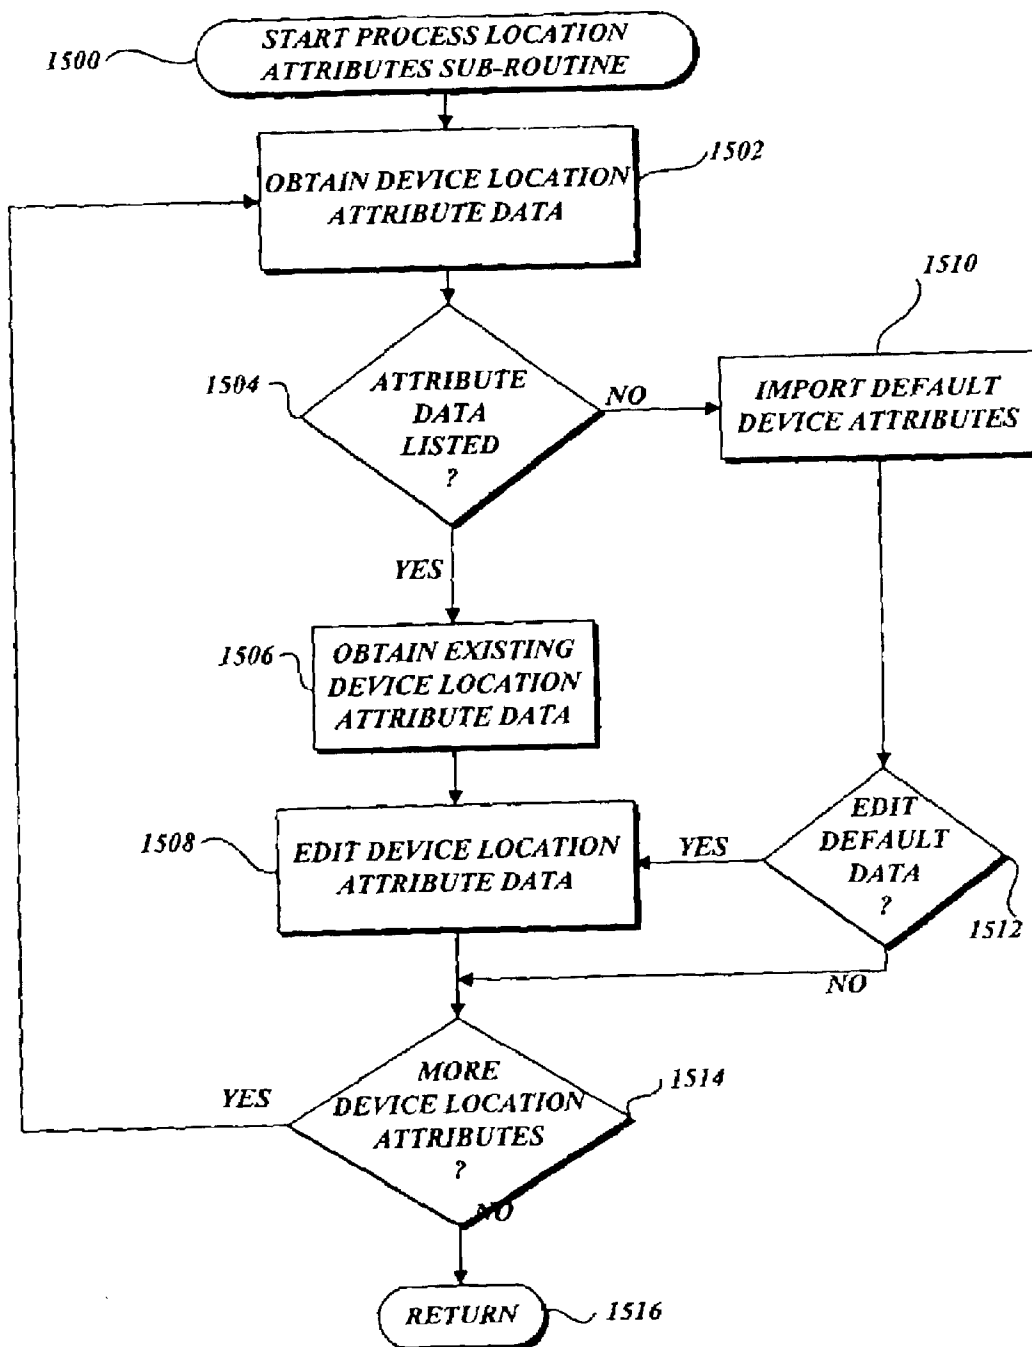 START PROCESS LOCATION
ATTRIBUTES SUB-ROUTINE
1500
OBTAIN DEVICE LOCATION
ATTRIBUTE DATA
1502
ATTRIBUTE
DATA
LISTED
?
1504
NO
1510
IMPORT DEFAULT
DEVICE ATTRIBUTES
YES
1506
OBTAIN EXISTING
DEVICE LOCATION
ATTRIBUTE DATA
1508
EDIT DEVICE LOCATION
ATTRIBUTE DATA
YES
EDIT
DEFAULT
DATA
?
1512
NO
YES
MORE
DEVICE LOCATION
ATTRIBUTES
?
1514
NO
RETURN
1516